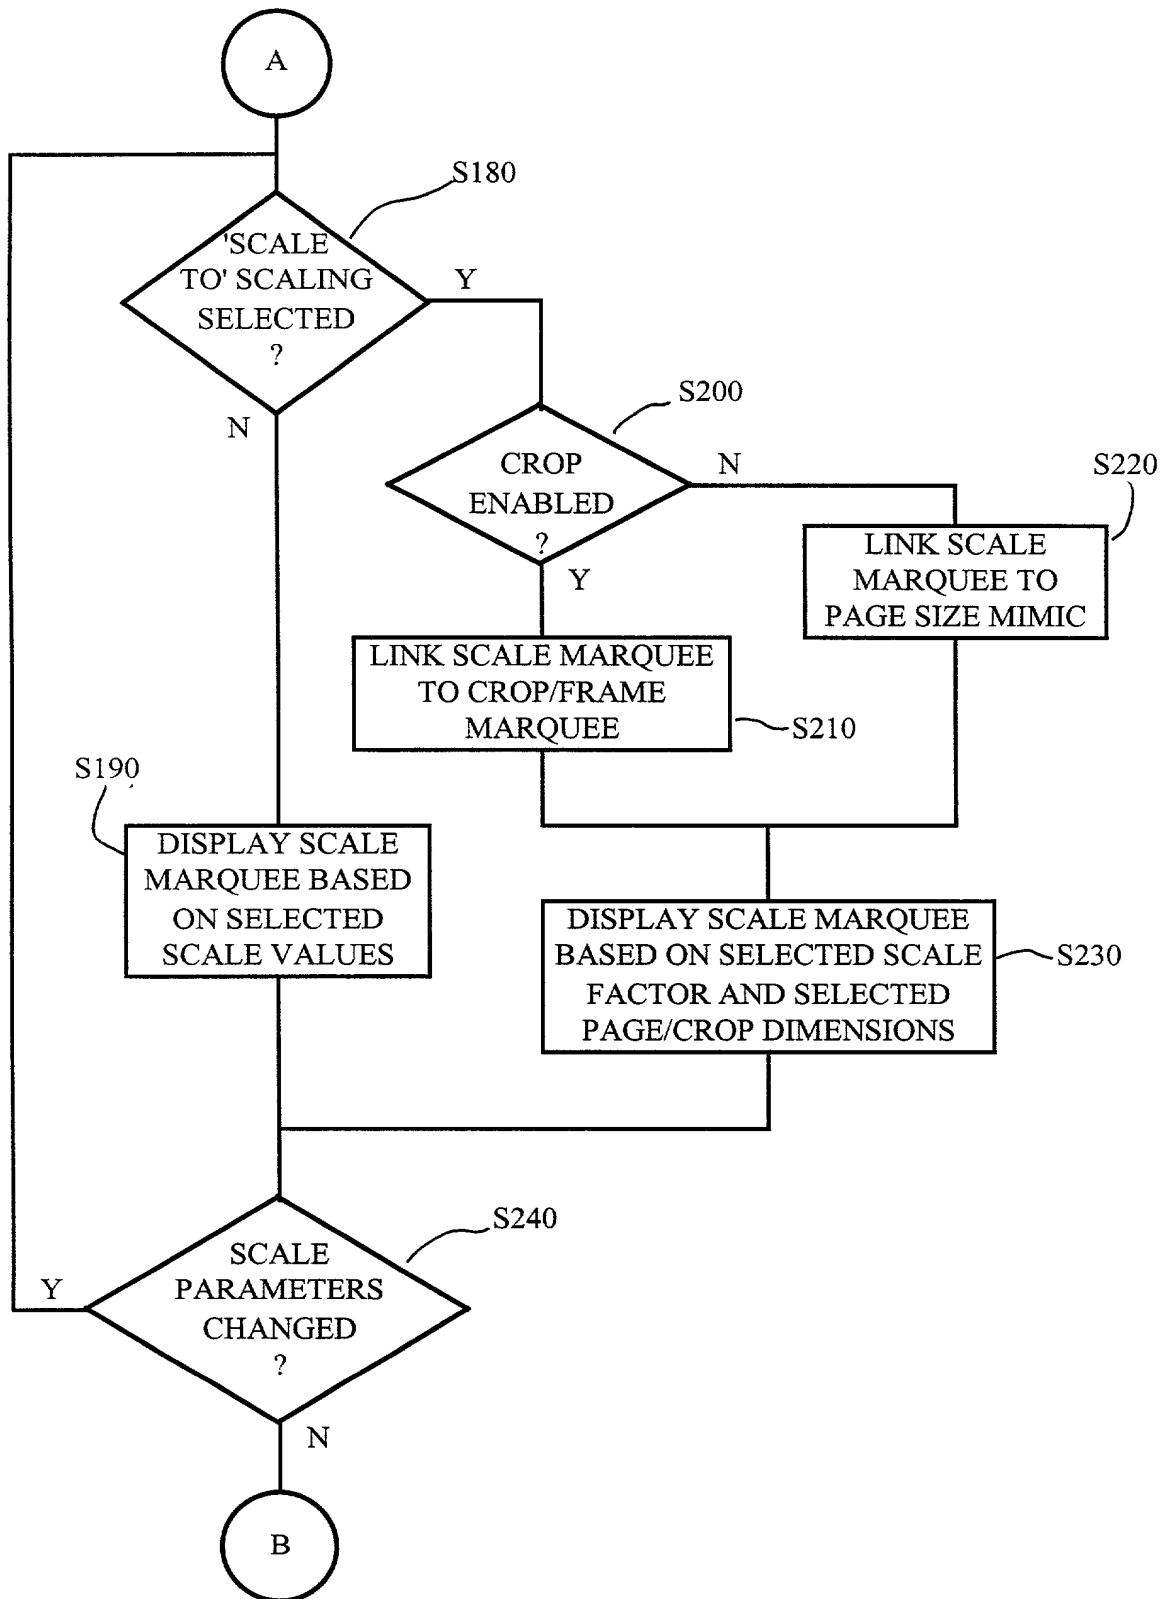 A
S180
'SCALE
TO' SCALING
SELECTED
?
Y
N
S200
CROP
ENABLED
?
N
Y
S220
LINK SCALE
MARQUEE TO
PAGE SIZE MIMIC
LINK SCALE MARQUEE
TO CROP/FRAME
MARQUEE
S210
S190
DISPLAY SCALE
MARQUEE BASED
ON SELECTED
SCALE VALUES
DISPLAY SCALE MARQUEE
BASED ON SELECTED SCALE
FACTOR AND SELECTED
PAGE/CROP DIMENSIONS
S230
S240
SCALE
PARAMETERS
CHANGED
?
Y
N
B